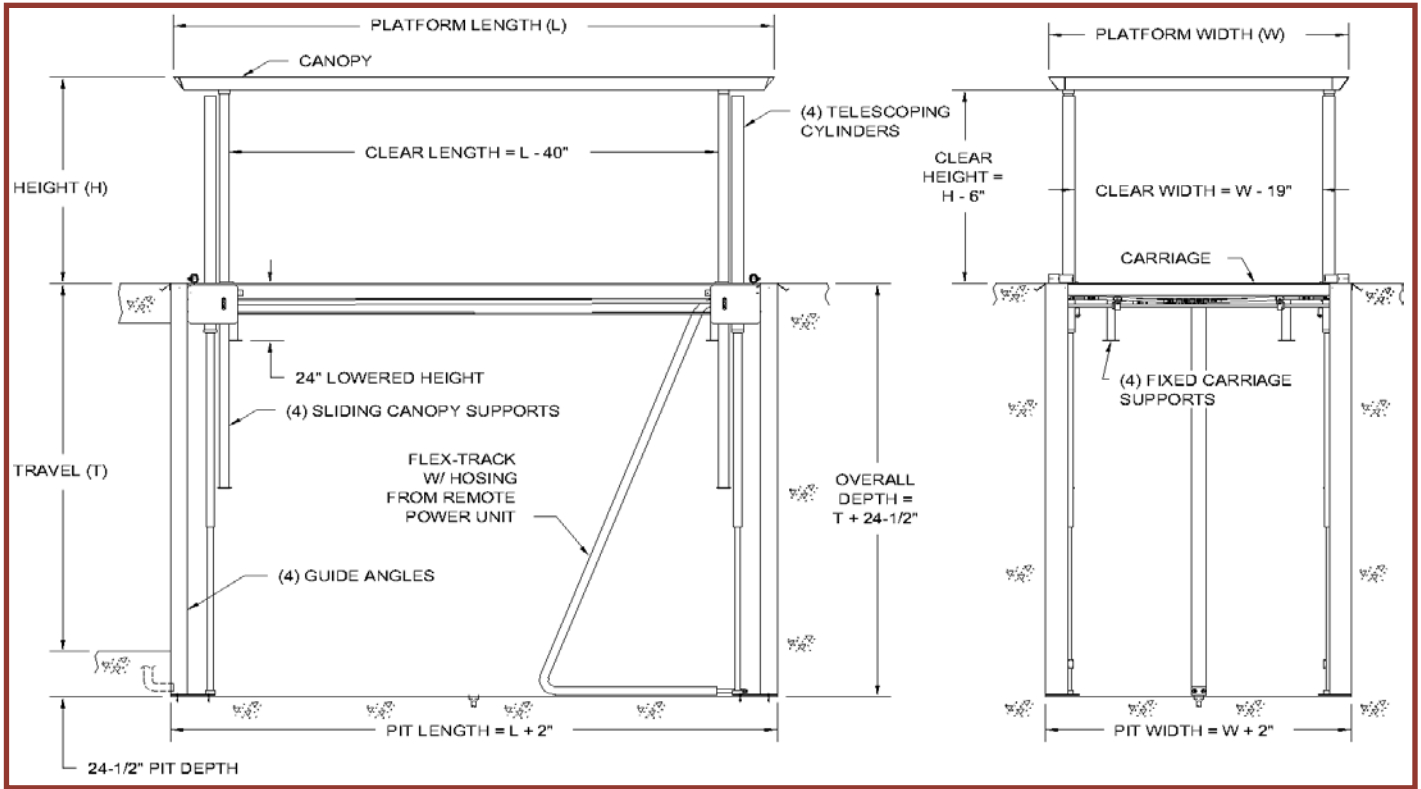 PLATFORM LENGTH (L)
CANOPY
(4) TELESCOPING
CYLINDERS
CLEAR LENGTH = L - 40"
HEIGHT (H)
24" LOWERED HEIGHT
(4) SLIDING CANOPY SUPPORTS
TRAVEL (T)
FLEX-TRACK
W/ HOSING
FROM REMOTE
POWER UNIT
OVERALL
DEPTH =
T + 24-1/2"
(4) GUIDE ANGLES
PIT LENGTH = L + 2"
24-1/2" PIT DEPTH
PLATFORM WIDTH (W)
CLEAR
HEIGHT =
H - 6"
CLEAR WIDTH = W - 19"
CARRIAGE
(4) FIXED CARRIAGE
SUPPORTS
PIT WIDTH = W + 2"